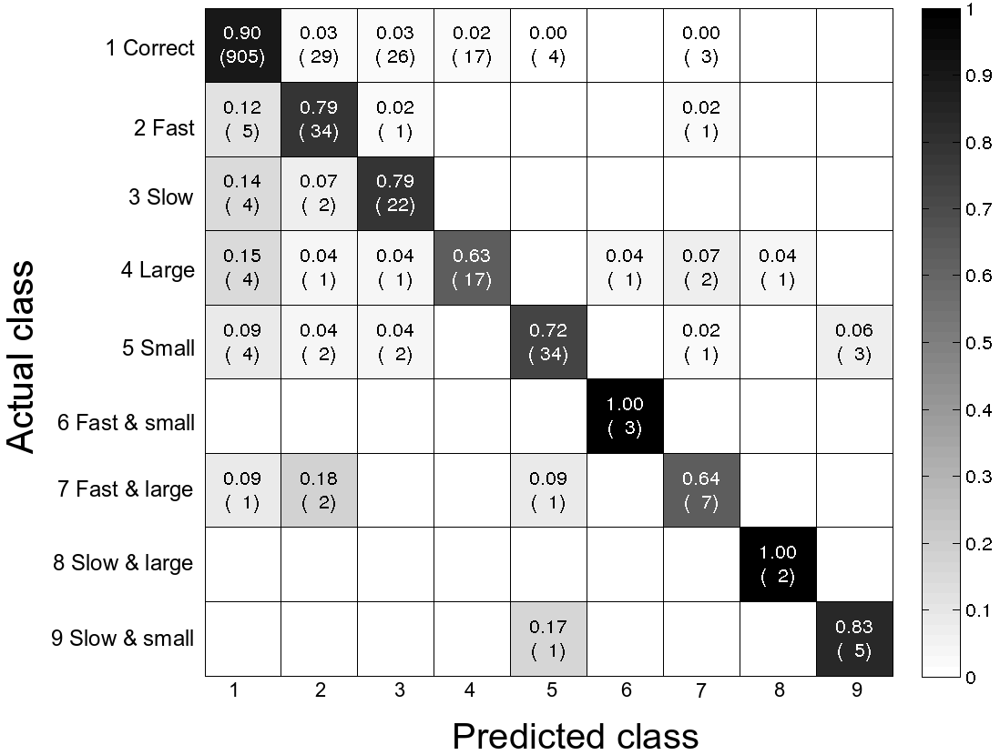 1 Correct 0.90 0.03 0.03 0.02 0.00 0.00
(905) ( 29) ( 26) ( 17) ( 4) ( 3)
2 Fast 0.12 0.79 0.02 0.02
( 5) ( 34) ( 1) ( 1)
3 Slow 0.14 0.07 0.79
( 4) ( 2) ( 22)
4 Large 0.15 0.04 0.04 0.63 0.04 0.07 0.04
( 4) ( 1) ( 1) ( 17) ( 1) ( 2) ( 1)
5 Small 0.09 0.04 0.04 0.72 0.02 0.06
( 4) ( 2) ( 2) ( 34) ( 1) ( 3)
6 Fast & small 1.00
( 3)
7 Fast & large 0.09 0.18 0.09 0.64
( 1) ( 2) ( 1) ( 7)
8 Slow & large 1.00
( 2)
9 Slow & small 0.17 0.83
( 1) ( 5)
1 2 3 4 5 6 7 8 9
Predicted class
Actual class
1
0.9
0.8
0.7
0.6
0.5
0.4
0.3
0.2
0.1
0